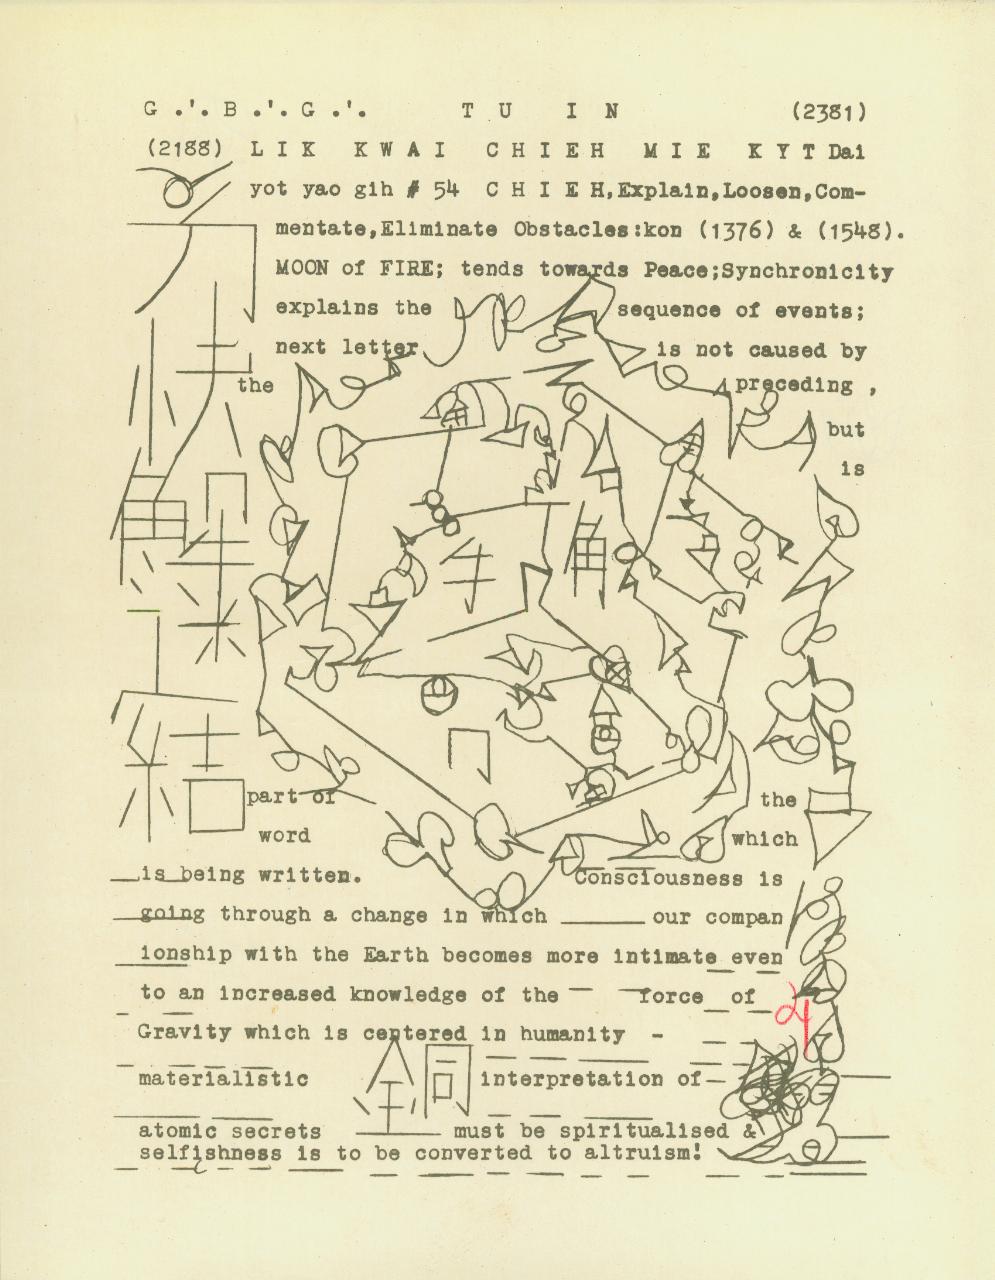 G .'. B .'. G .'. T U I N (2381)
(2188) L I K K W A I C H I E H M I E K Y T Dai
yot yao gih # 54 C H I E H, Explain, Loosen, Com-
mentate, Eliminate Obstacles: kon (1376) & (1548).
MOON of FIRE; tends towards Peace; Synchronicity
explains the sequence of events;
next letter is not caused by
the preceding ,
but
is
part of the
word which
is being written. Consciousness is
going through a change in which our compan
ionship with the Earth becomes more intimate even
to an increased knowledge of the force of
Gravity which is centered in humanity -
materialistic interpretation of
atomic secrets must be spiritualised &
selfishness is to be converted to altruism!